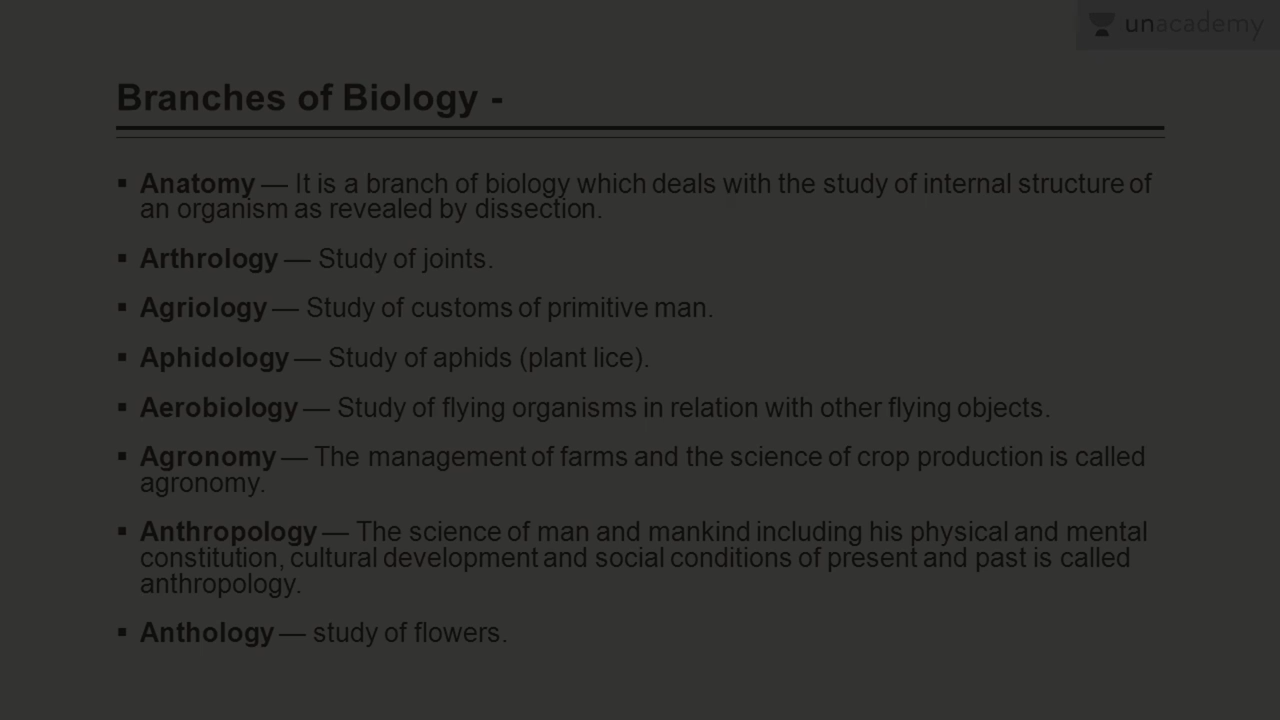 unacademy
Branches of Biology -
▪ Anatomy — It is a branch of biology which deals with the study of internal structure of
an organism as revealed by dissection.
▪ Arthrology — Study of joints.
▪ Agriology — Study of customs of primitive man.
▪ Aphidology — Study of aphids (plant lice).
▪ Aerobiology — Study of flying organisms in relation with other flying objects.
▪ Agronomy — The management of farms and the science of crop production is called
agronomy.
▪ Anthropology — The science of man and mankind including his physical and mental
constitution, cultural development and social conditions of present and past is called
anthropology.
▪ Anthology — study of flowers.